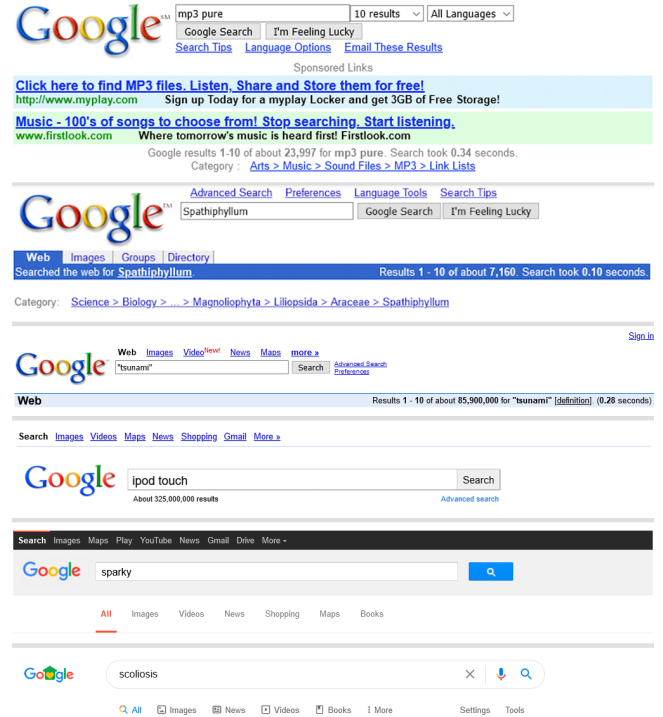 Google℠ mp3 pure 10 results All Languages
Google Search I'm Feeling Lucky
Search Tips Language Options Email These Results
Sponsored Links
Click here to find MP3 files. Listen, Share and Store them for free!
http://www.myplay.com Sign up Today for a myplay Locker and get 3GB of Free Storage!
Music - 100's of songs to choose from! Stop searching. Start listening.
www.firstlook.com Where tomorrow's music is heard first! Firstlook.com
Google results 1-10 of about 23,997 for mp3 pure. Search took 0.34 seconds.
Category : Arts > Music > Sound Files > MP3 > Link Lists
Advanced Search Preferences Language Tools Search Tips
Google™ Spathiphyllum Google Search I'm Feeling Lucky
Web Images Groups Directory
Searched the web for Spathiphyllum. Results 1 - 10 of about 7,160. Search took 0.10 seconds.
Category: Science > Biology > ... > Magnoliophyta > Liliopsida > Araceae > Spathiphyllum
Sign in
Web Images Video New! News Maps more »
Google "tsunami" Search Advanced Search
Preferences
Web Results 1 - 10 of about 85,900,000 for "tsunami" [definition]. (0.28 seconds)
Search Images Videos Maps News Shopping Gmail More »
Google ipod touch Search
About 325,000,000 results Advanced search
Search Images Maps Play YouTube News Gmail Drive More
Google sparky
All Images Videos News Shopping Maps Books
Google scoliosis
All Images News Videos Books More Settings Tools